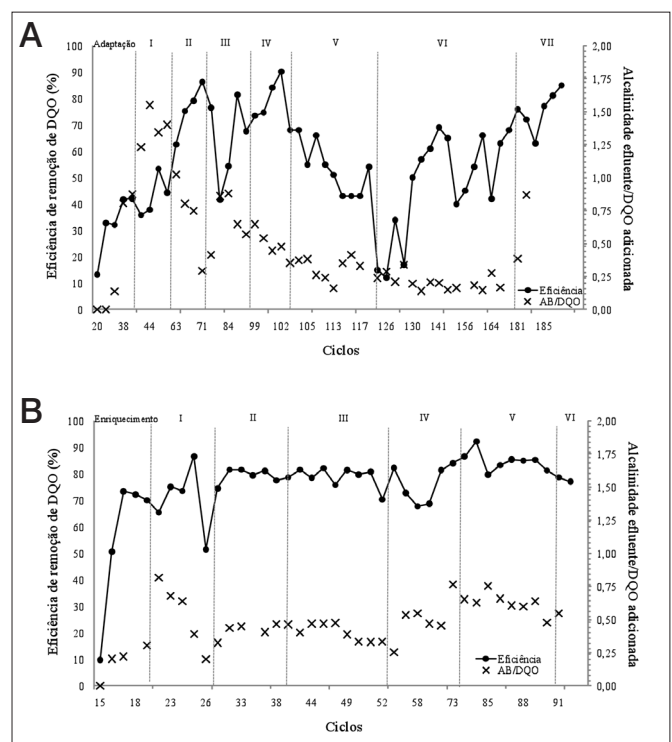 A
Adaptação I II III IV V VI VII
Eficiência de remoção de DQO (%)
100
90
80
70
60
50
40
30
20
10
0
2,00
1,75
1,50
1,25
1,00
0,75
0,50
0,25
0,00
Alcalinidade efluente/DQO adicionada
Eficiência
AB/DQO
20 38 44 63 71 84 99 102 105 113 117 126 130 141 156 164 181 185
Ciclos
B
Enriquecimento I II III IV V VI
Eficiência de remoção de DQO (%)
100
90
80
70
60
50
40
30
20
10
0
2,00
1,75
1,50
1,25
1,00
0,75
0,50
0,25
0,00
Alcalinidade efluente/DQO adicionada
Eficiência
AB/DQO
15 18 23 26 33 38 44 49 52 58 73 85 88 91
Ciclos